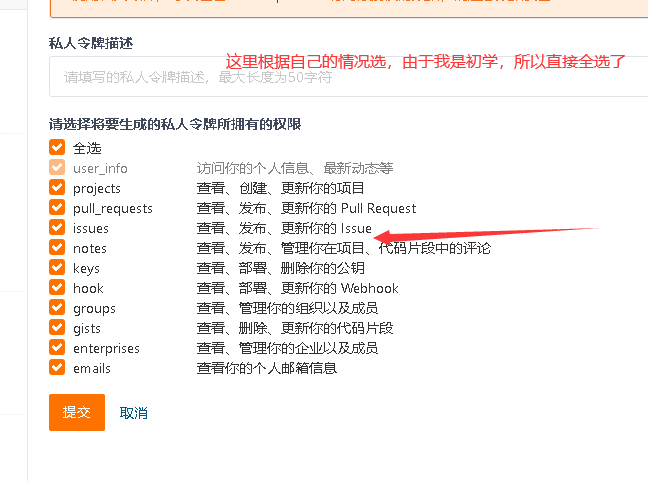 私人令牌描述
这里根据自己的情况选，由于我是初学，所以直接全选了
请填写的私人令牌描述，最大长度为50字符
请选择将要生成的私人令牌所拥有的权限
全选
user_info 访问你的个人信息、最新动态等
projects 查看、创建、更新你的项目
pull_requests 查看、发布、更新你的 Pull Request
issues 查看、发布、更新你的 Issue
notes 查看、发布、管理你在项目、代码片段中的评论
keys 查看、部署、删除你的公钥
hook 查看、部署、更新你的 Webhook
groups 查看、管理你的组织以及成员
gists 查看、删除、更新你的代码片段
enterprises 查看、管理你的企业以及成员
emails 查看你的个人邮箱信息
提交 取消